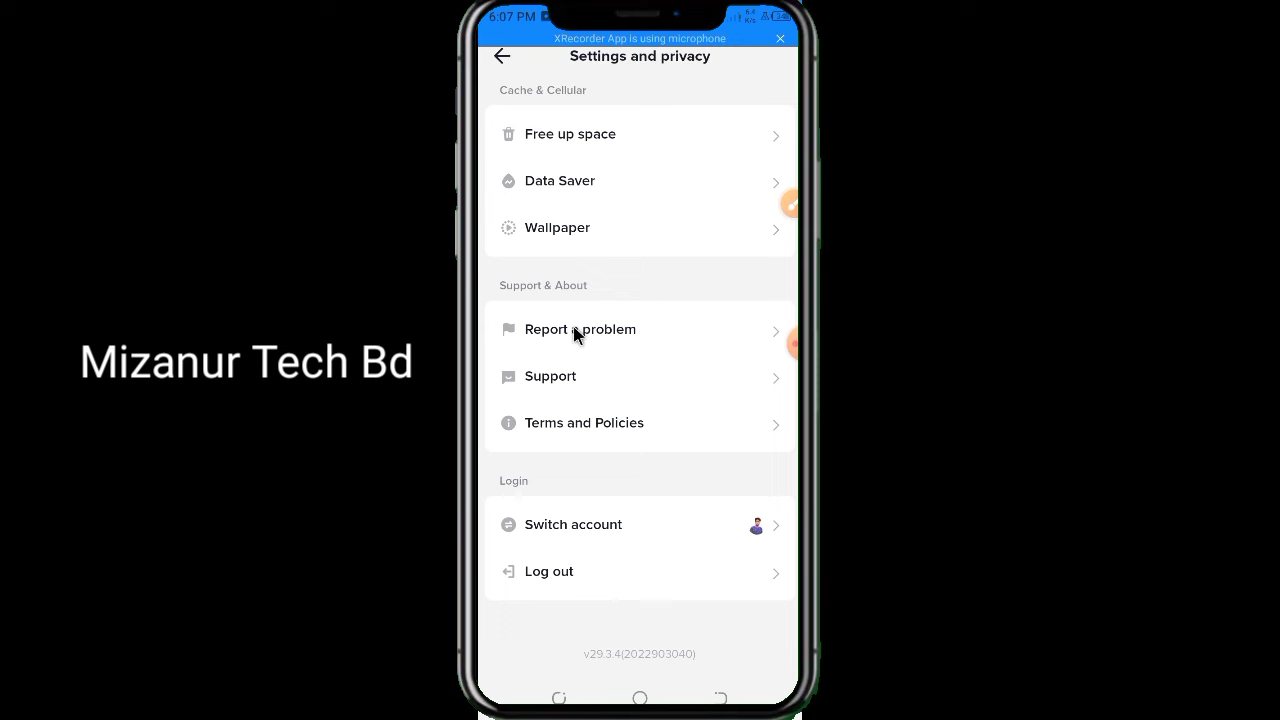 6:07 PM
XRecorder App is using microphone
Settings and privacy
Cache & Cellular
Free up space
Data Saver
Wallpaper
Support & About
Report a problem
Support
Terms and Policies
Mizanur Tech Bd
Login
Switch account
Log out
v29.3.4(2022903040)